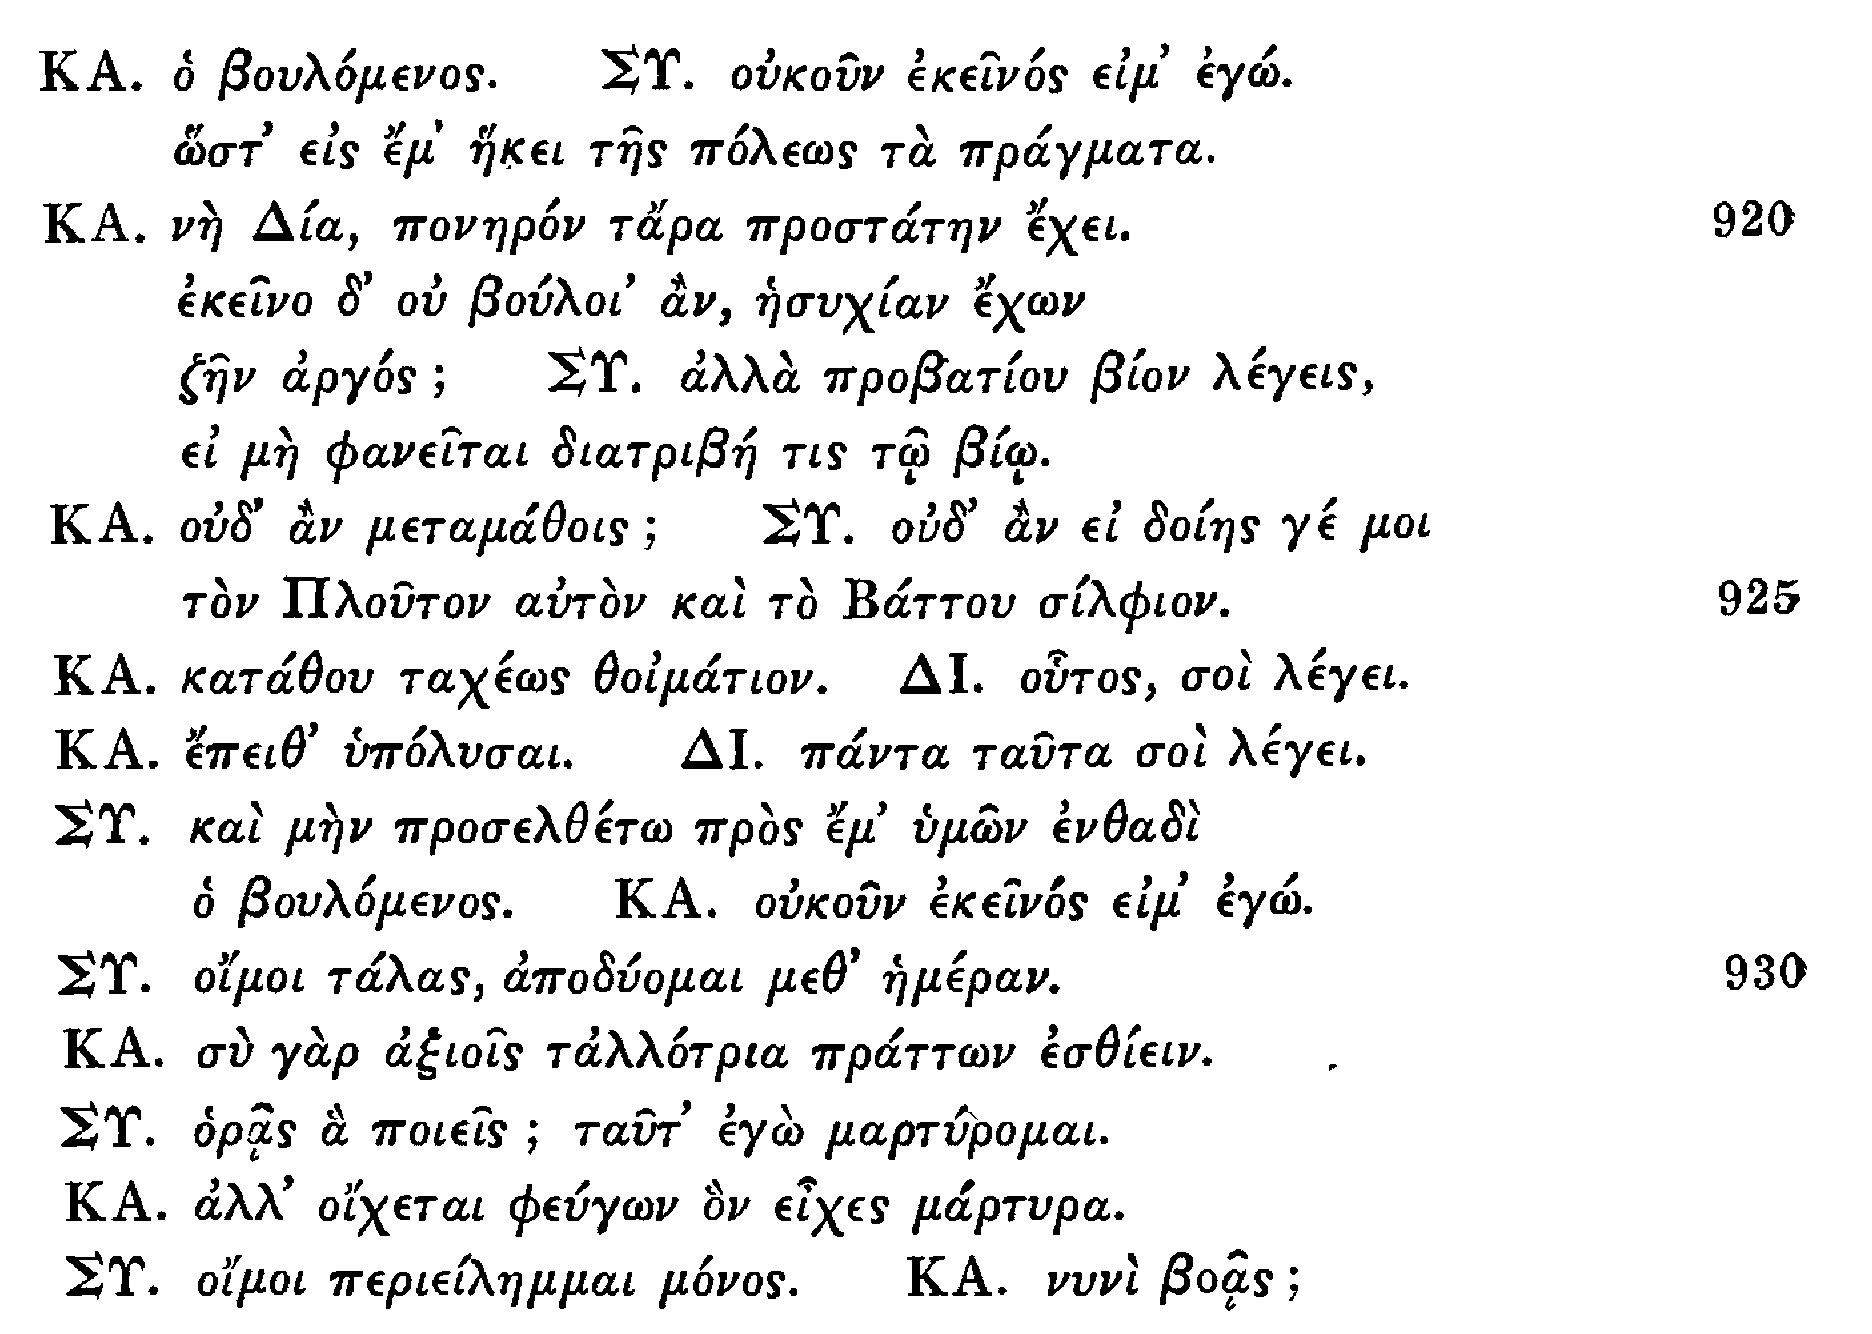 ΚΑ. ὁ βουλόμενος. ΣΥ. οὐκοῦν ἐκεῖνός εἰμ’ ἐγώ.
ὥστ’ εἰς ἔμ’ ἥκει τῆς πόλεως τὰ πράγματα.
ΚΑ. νὴ Δία, πονηρόν τἄρα προστάτην ἔχει. 920
ἐκεῖνο δ’ οὐ βούλοι’ ἂν, ἡσυχίαν ἔχων
ζῆν ἀργός; ΣΥ. ἀλλὰ προβατίου βίον λέγεις,
εἰ μὴ φανεῖται διατριβή τις τῷ βίῳ.
ΚΑ. οὐδ’ ἂν μεταμάθοις; ΣΥ. οὐδ’ ἂν εἰ δοίης γέ μοι
τὸν Πλοῦτον αὐτὸν καὶ τὸ Βάττου σίλφιον. 925
ΚΑ. κατάθου ταχέως θοἰμάτιον. ΔΙ. οὗτος, σοὶ λέγει.
ΚΑ. ἔπειθ’ ὑπόλυσαι. ΔΙ. πάντα ταῦτα σοὶ λέγει.
ΣΥ. καὶ μὴν προσελθέτω πρὸς ἔμ’ ὑμῶν ἐνθαδὶ
ὁ βουλόμενος. ΚΑ. οὐκοῦν ἐκεῖνός εἰμ’ ἐγώ.
ΣΥ. οἴμοι τάλας, ἀποδύομαι μεθ’ ἡμέραν. 930
ΚΑ. σὺ γὰρ ἀξιοῖς τἀλλότρια πράττων ἐσθίειν.
ΣΥ. ὁρᾷς ἃ ποιεῖς; ταῦτ’ ἐγὼ μαρτύρομαι.
ΚΑ. ἀλλ’ οἴχεται φεύγων ὃν εἶχες μάρτυρα.
ΣΥ. οἴμοι περιείλημμαι μόνος. ΚΑ. νυνὶ βοᾷς;